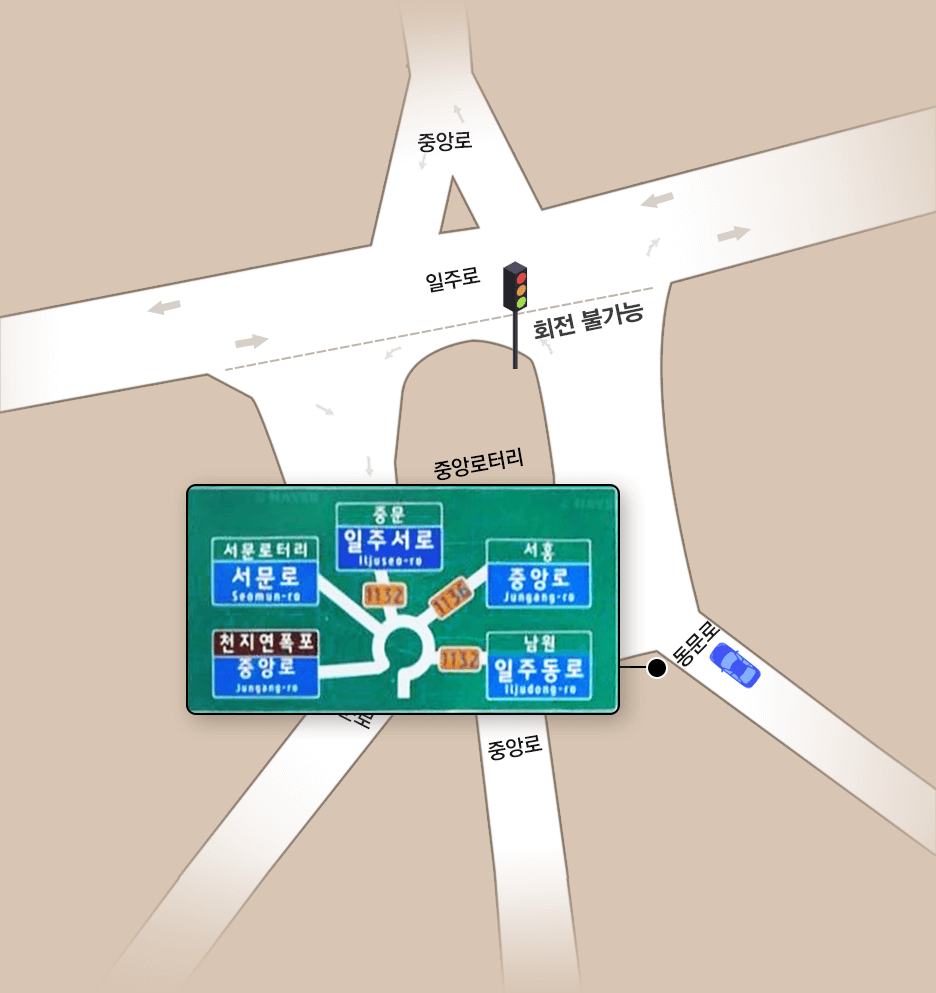 중앙로
일주로
회전 불가능
중앙로터리
중문
일주서로
Iljuseo-ro
서문로터리
서문로
Seomun-ro
1132
1136
서홍
중앙로
Jungang-ro
천지연폭포
중앙로
Jungang-ro
1132
남원
일주동로
Iljudong-ro
동문로
중앙로